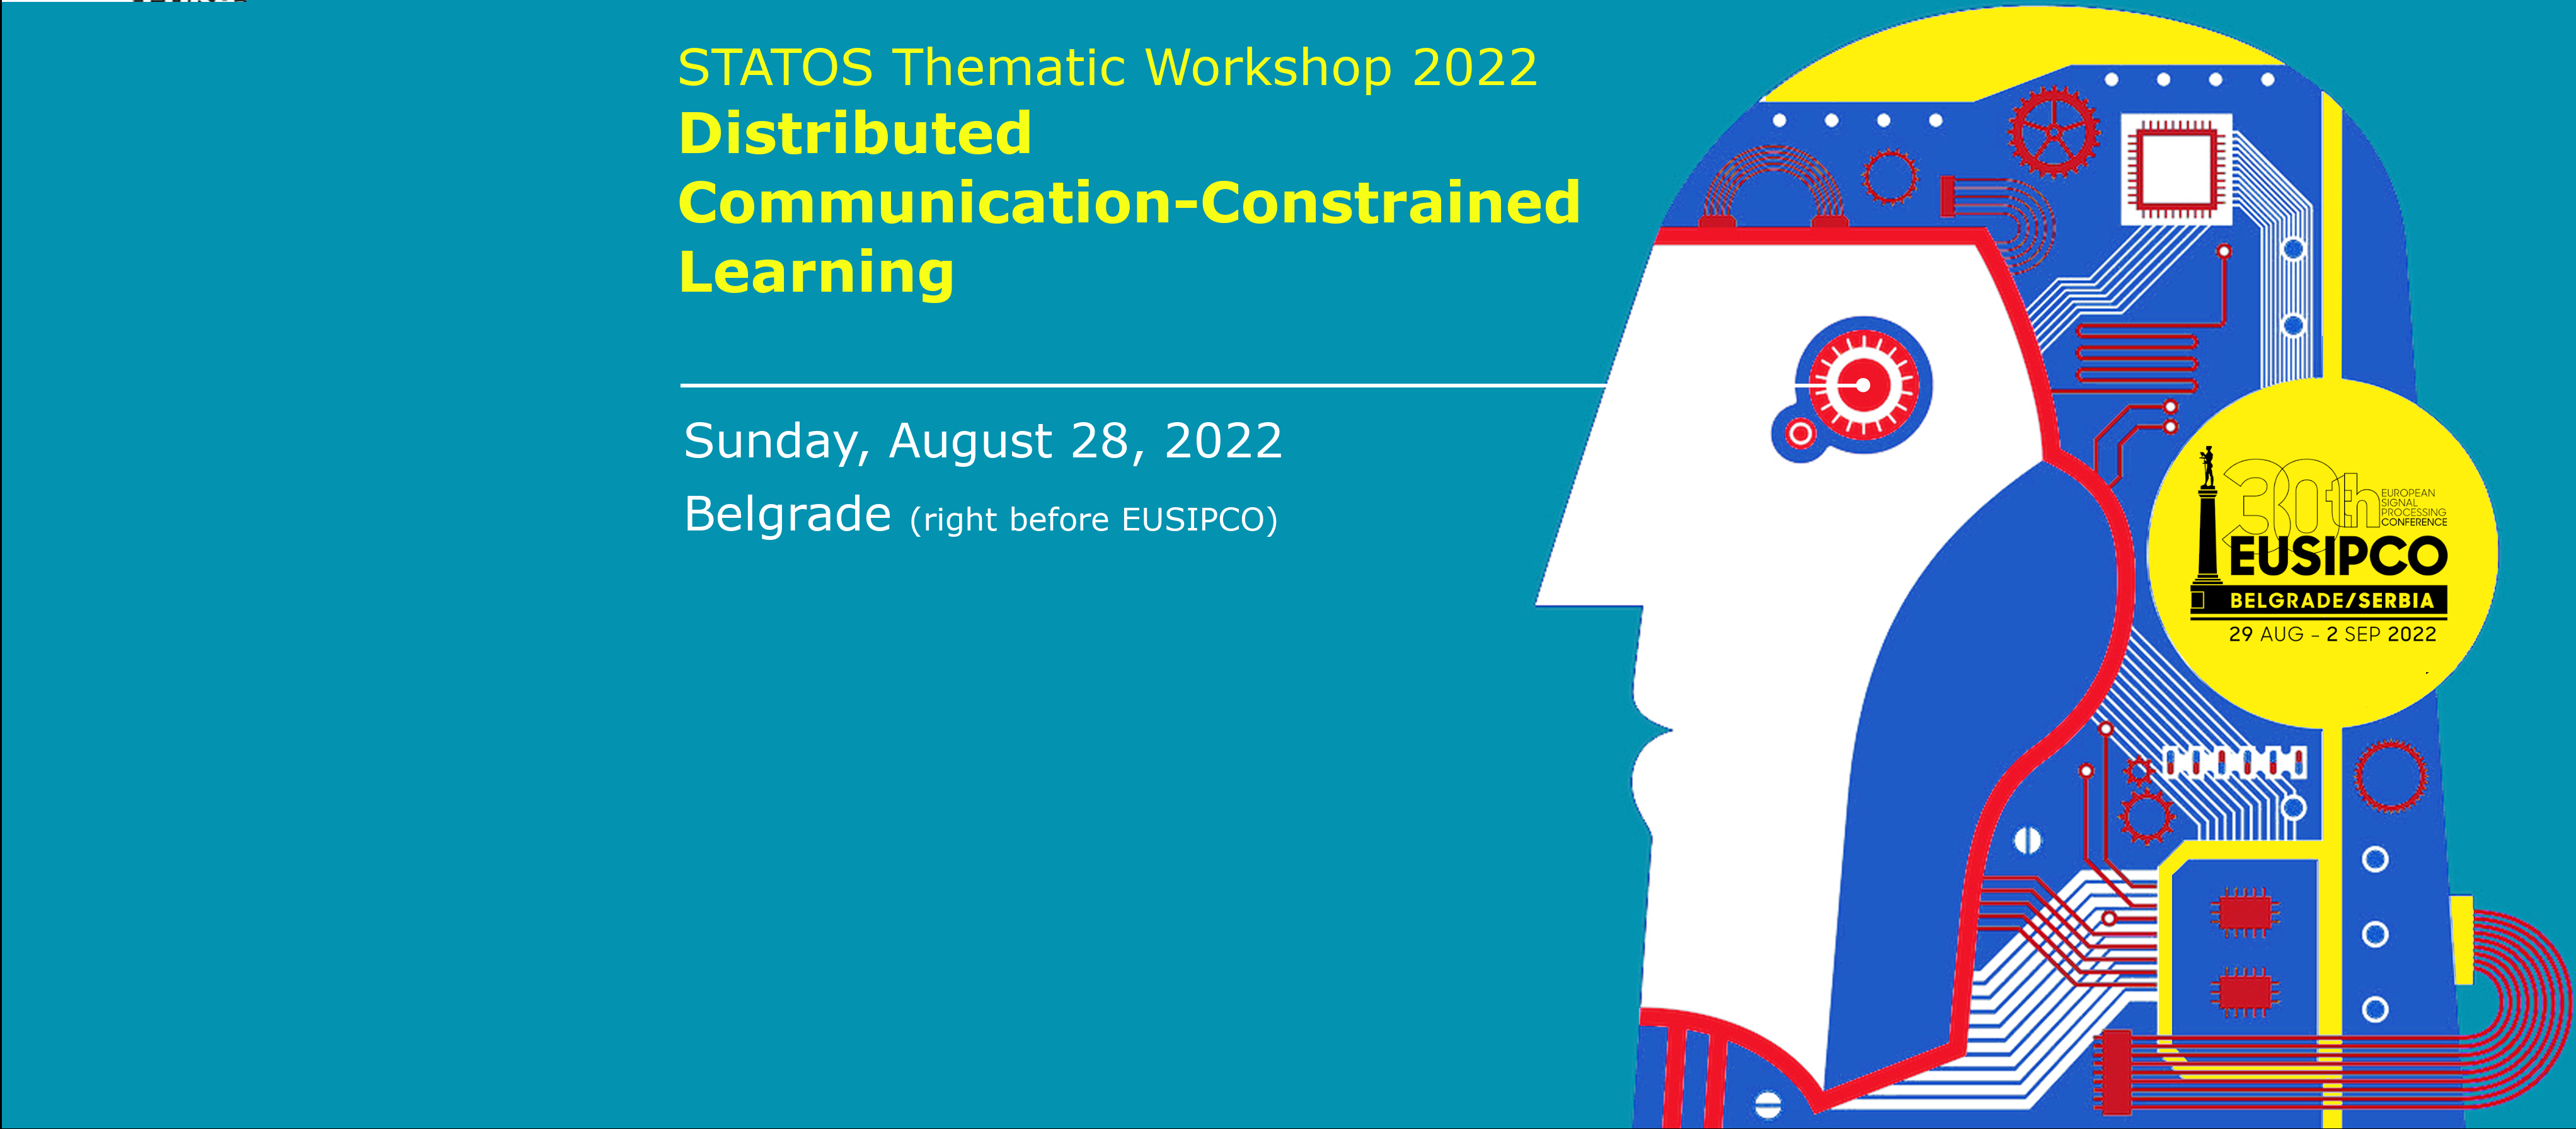 STATOS Thematic Workshop 2022
Distributed
Communication-Constrained
Learning
Sunday, August 28, 2022
Belgrade (right before EUSIPCO)
30th
EUROPEAN
SIGNAL
PROCESSING
CONFERENCE
EUSIPCO
BELGRADE/SERBIA
29 AUG - 2 SEP 2022